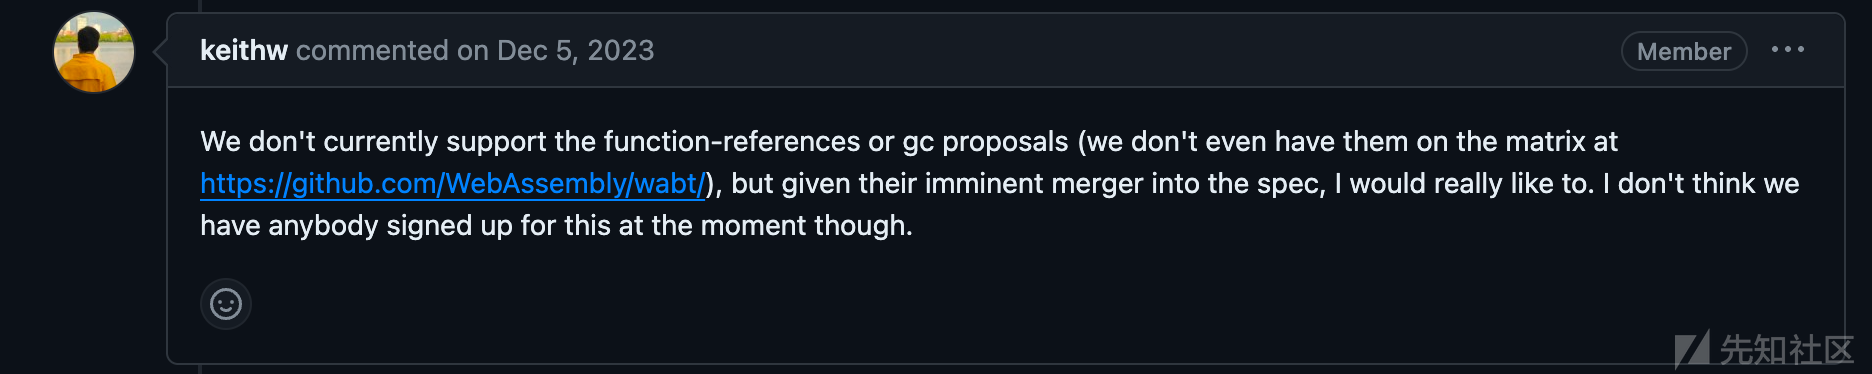 keithw commented on Dec 5, 2023
Member
We don't currently support the function-references or gc proposals (we don't even have them on the matrix at
https://github.com/WebAssembly/wabt/), but given their imminent merger into the spec, I would really like to. I don't think we
have anybody signed up for this at the moment though.
先知社区